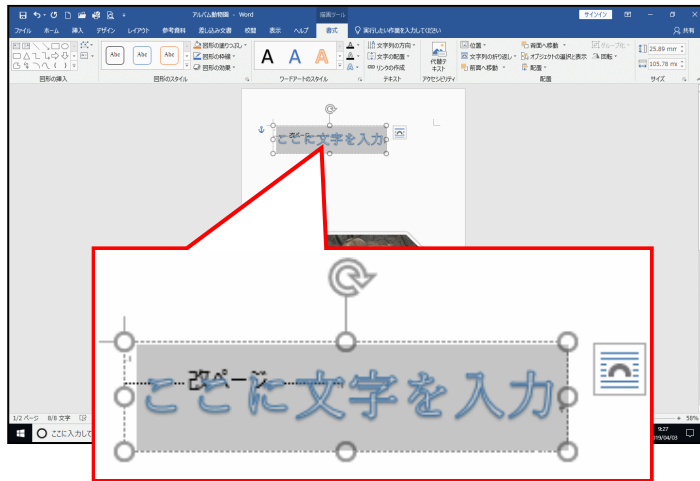 アルバム動物園 - Word
描画ツール
サインイン
ファイル ホーム 挿入 デザイン レイアウト 参考資料 差し込み文書 校閲 表示 ヘルプ 書式 実行したい作業を入力してください 共有
Abc Abc Abc
図形の塗りつぶし
図形の枠線
図形の効果
A A A
文字列の方向
文字の配置
リンクの作成
代替テキスト
位置
文字列の折り返し
前面へ移動
背面へ移動
オブジェクトの選択と表示
配置
グループ化
回転
25.89 mm
105.76 mm
図形の挿入 図形のスタイル ワードアートのスタイル テキスト アクセシビリティ 配置 サイズ
改ページ
ここに文字を入力
改ページ
ここに文字を入力
1/2 ページ 8/8 文字
58%
ここに入力して
9:27
019/04/03